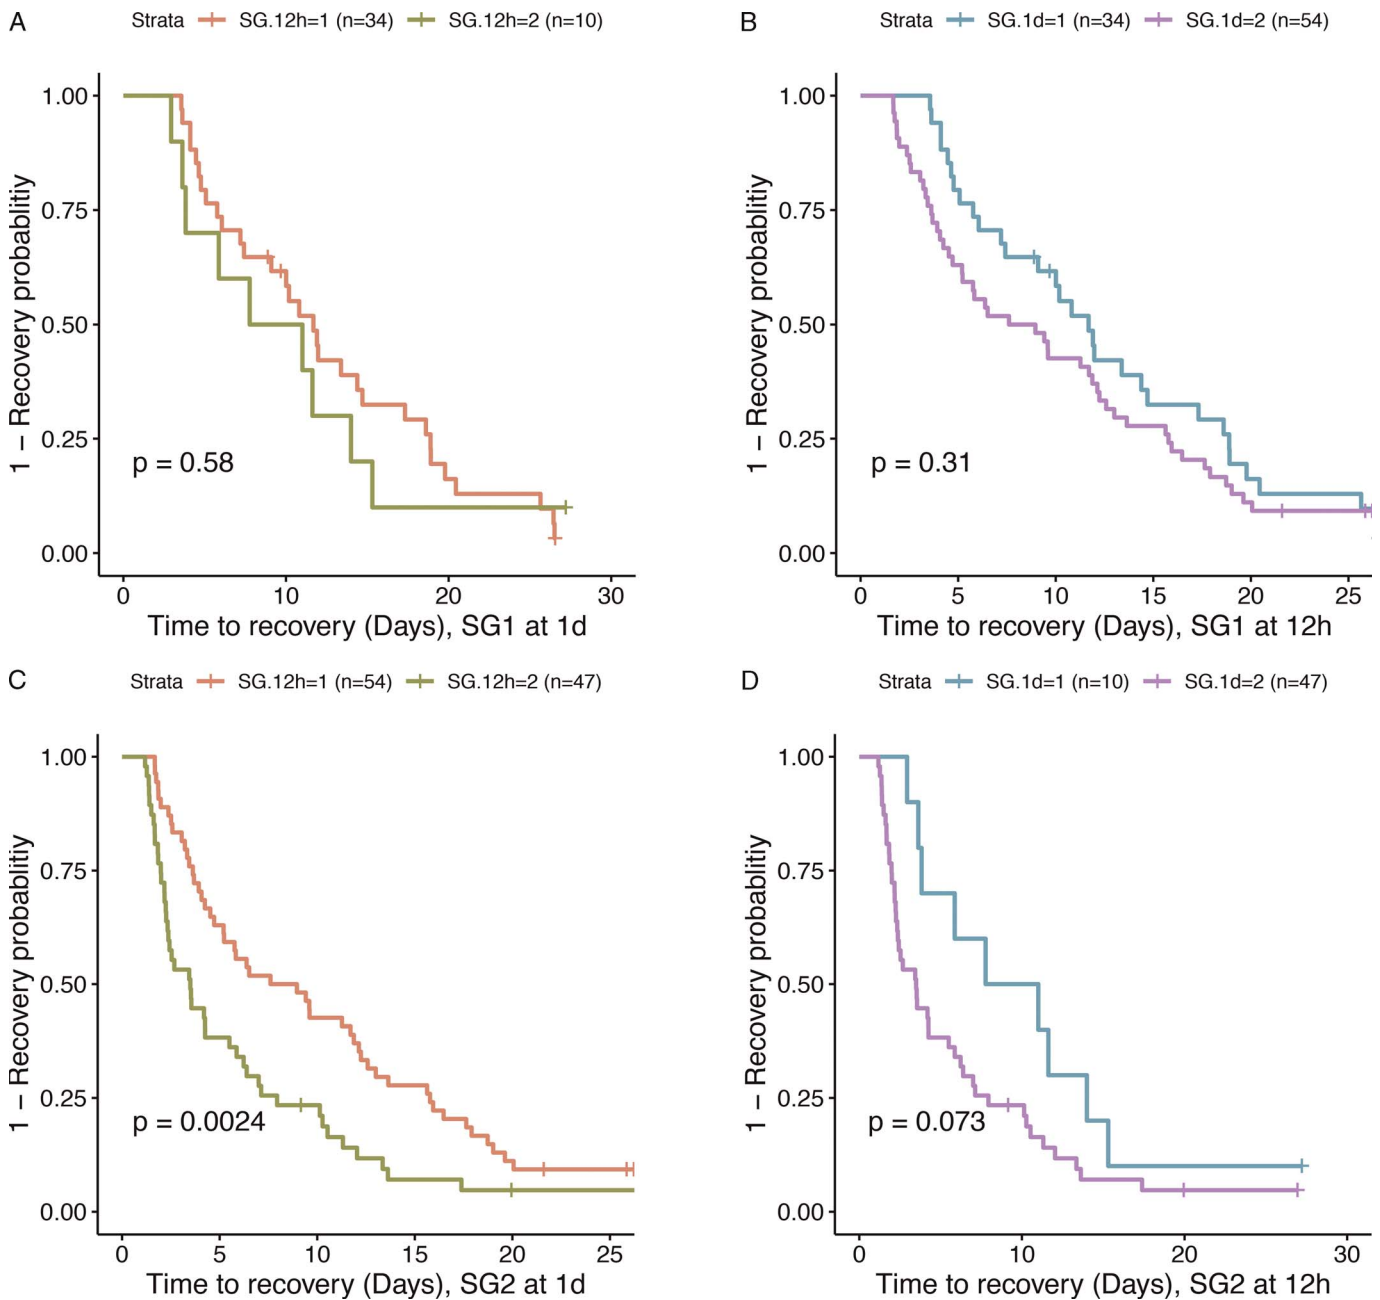 A
Strata SG.12h=1 (n=34) SG.12h=2 (n=10)
1.00
0.75
0.50
0.25
0.00
1 − Recovery probablitiy
p = 0.58
0 10 20 30
Time to recovery (Days), SG1 at 1d
B
Strata SG.1d=1 (n=34) SG.1d=2 (n=54)
1.00
0.75
0.50
0.25
0.00
1 − Recovery probablitiy
p = 0.31
0 5 10 15 20 25
Time to recovery (Days), SG1 at 12h
C
Strata SG.12h=1 (n=54) SG.12h=2 (n=47)
1.00
0.75
0.50
0.25
0.00
1 − Recovery probablitiy
p = 0.0024
0 5 10 15 20 25
Time to recovery (Days), SG2 at 1d
D
Strata SG.1d=1 (n=10) SG.1d=2 (n=47)
1.00
0.75
0.50
0.25
0.00
1 − Recovery probablitiy
p = 0.073
0 10 20 30
Time to recovery (Days), SG2 at 12h